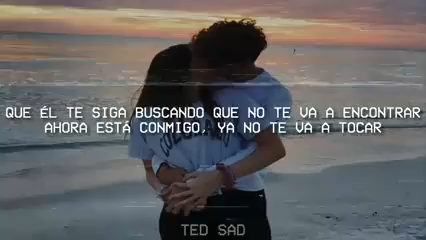 QUE ÉL TE SIGA BUSCANDO QUE NO TE VA A ENCONTRAR
AHORA ESTÁ CONMIGO, YA NO TE VA A TOCAR
TED SAD